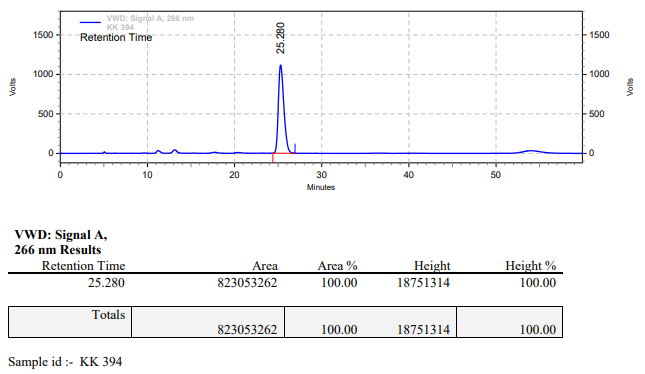 VWD: Signal A, 266 nm
KK 394
Retention Time
25.280
1500
1000
500
0
Volts
1500
1000
500
0
Volts
0 10 20 30 40 50
Minutes
VWD: Signal A,
266 nm Results
Retention Time Area Area % Height Height %
25.280 823053262 100.00 18751314 100.00
Totals
823053262 100.00 18751314 100.00
Sample id :- KK 394